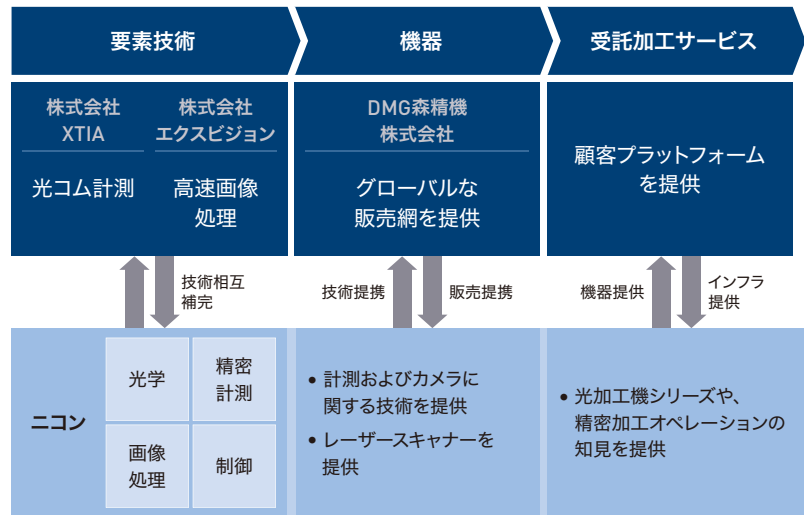 要素技術
機器
受託加工サービス
株式会社
XTIA
光コム計測
株式会社
エクスビジョン
高速画像
処理
DMG森精機
株式会社
グローバルな
販売網を提供
顧客プラットフォーム
を提供
技術相互
補完
技術提携
販売提携
機器提供
インフラ
提供
ニコン
光学
精密
計測
画像
処理
制御
• 計測およびカメラに
関する技術を提供
• レーザースキャナーを
提供
• 光加工機シリーズや、
精密加工オペレーションの
知見を提供